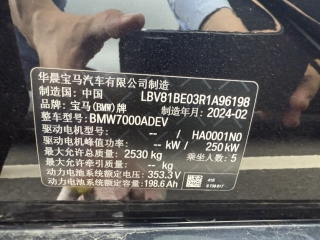 华晨宝马汽车有限公司制造
制造国：中国 LBV81BE03R1A96198
品牌：宝马(BMW)牌 制造年月：2024-02
整车型号：BMW7000ADEV
驱动电机型号： -- / HA0001N0
驱动电机峰值功率： -- kW / 250 kW
最大允许总质量： 2530 kg 乘坐人数：5
最大允许牵引质量： -- kg
动力电池系统额定电压：353.3 V
动力电池系统额定容量：198.6 Ah